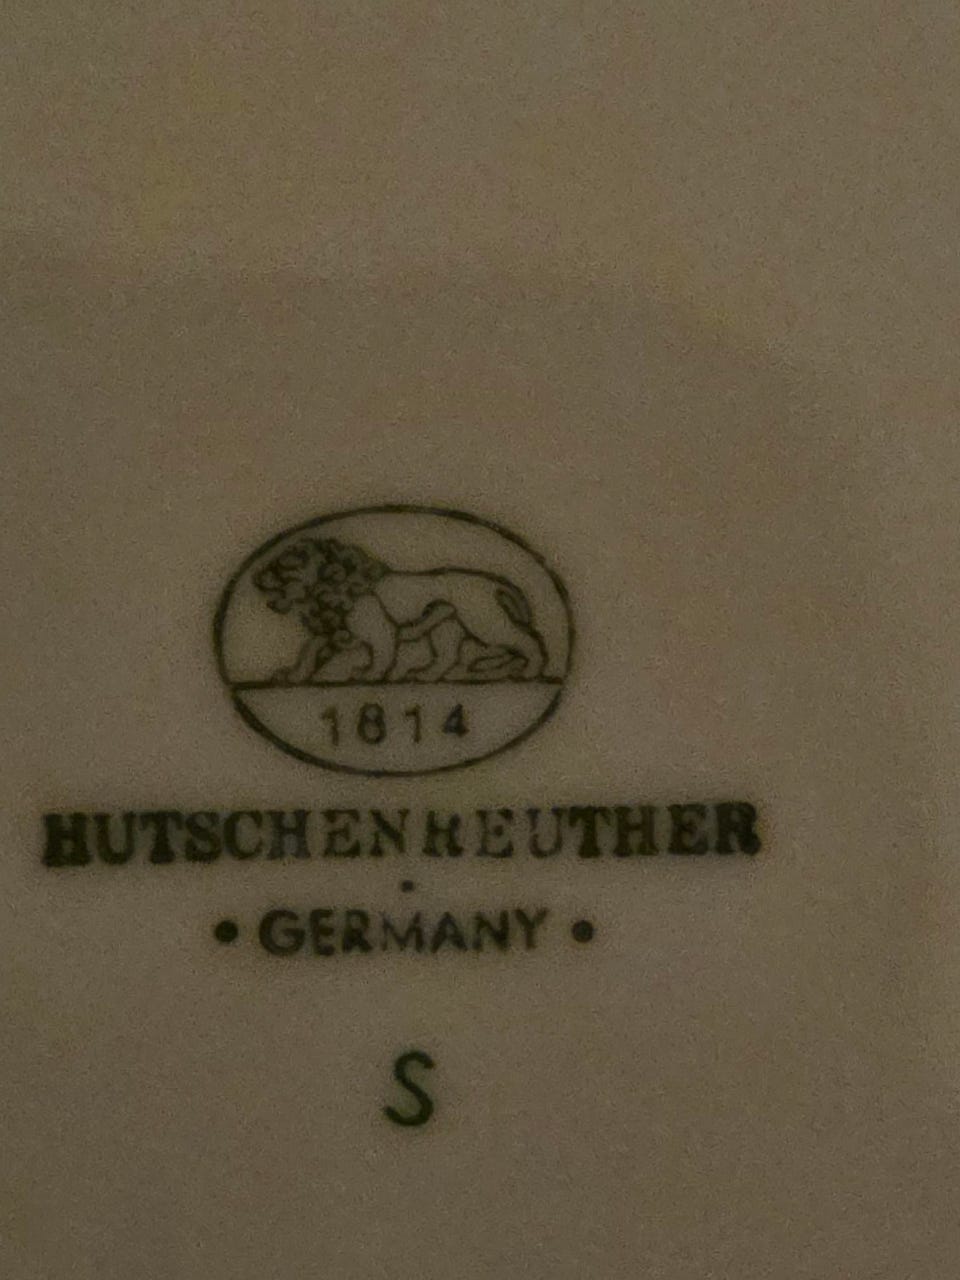 1814
HUTSCHENREUTHER
• GERMANY •
S